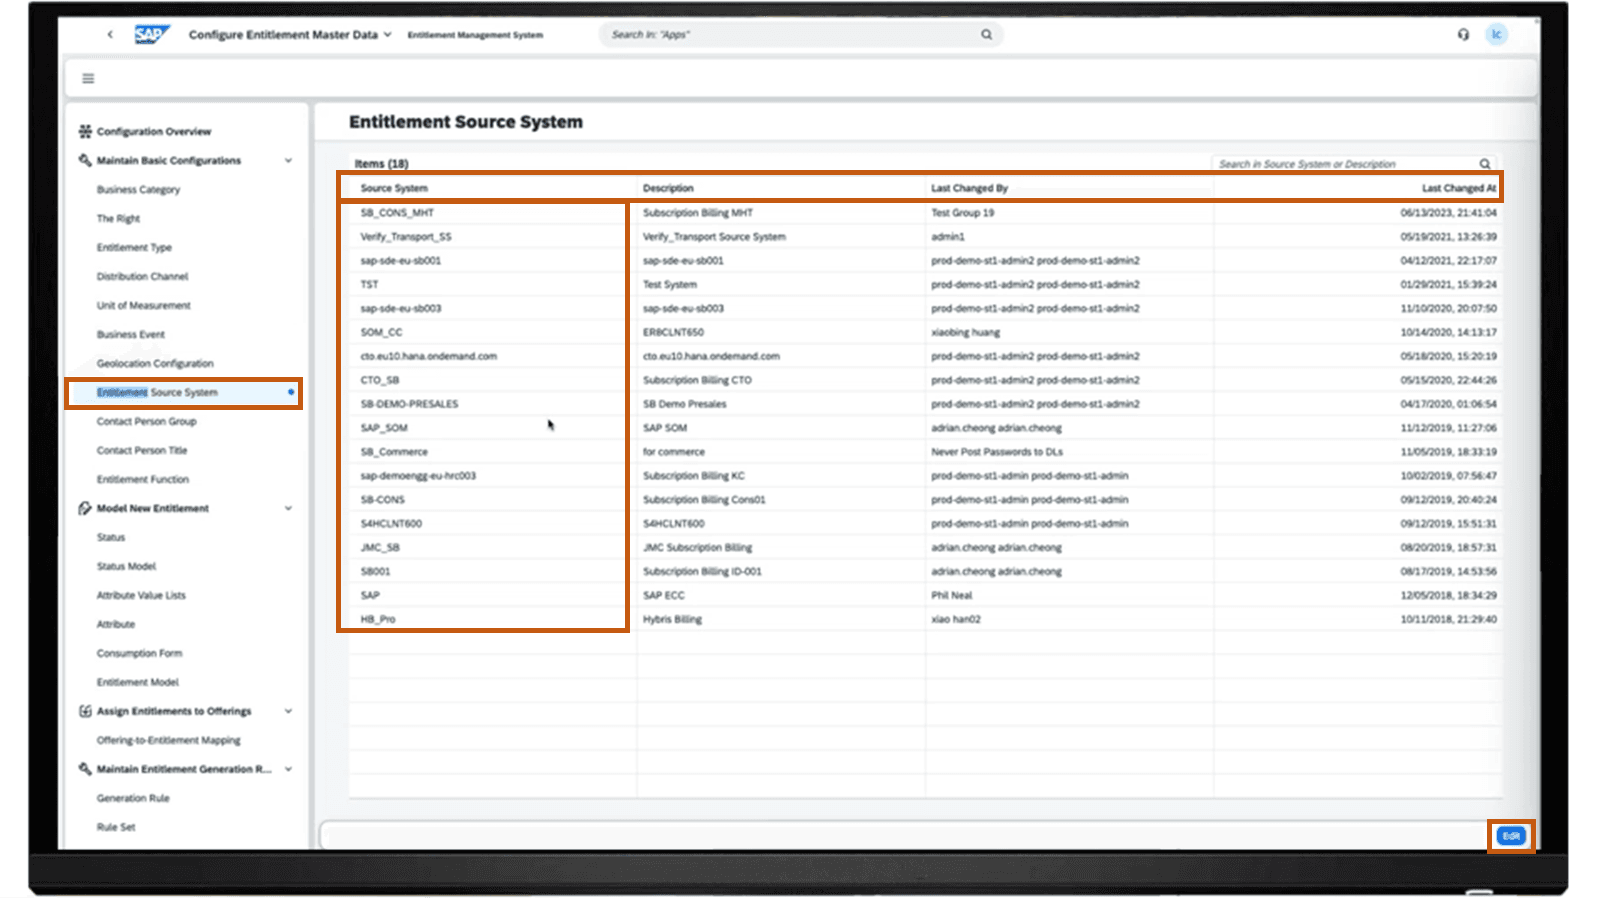 SAP Configure Entitlement Master Data Entitlement Management System Search In: "Apps" lc
Entitlement Source System
Configuration Overview
Maintain Basic Configurations
Business Category
The Right
Entitlement Type
Distribution Channel
Unit of Measurement
Business Event
Geolocation Configuration
Entitlement Source System
Contact Person Group
Contact Person Title
Entitlement Function
Model New Entitlement
Status
Status Model
Attribute Value Lists
Attribute
Consumption Form
Entitlement Model
Assign Entitlements to Offerings
Offering-to-Entitlement Mapping
Maintain Entitlement Generation R...
Generation Rule
Rule Set
Items (18) Search in Source System or Description
Source System Description Last Changed By Last Changed At
SB_CONS_MHT Subscription Billing MHT Test Group 19 06/13/2023, 21:41:04
Verify_Transport_SS Verify_Transport Source System admin1 05/19/2021, 13:26:39
sap-sde-eu-sb001 sap-sde-eu-sb001 prod-demo-st1-admin2 prod-demo-st1-admin2 04/12/2021, 22:17:07
TST Test System prod-demo-st1-admin2 prod-demo-st1-admin2 01/29/2021, 15:39:24
sap-sde-eu-sb003 sap-sde-eu-sb003 prod-demo-st1-admin2 prod-demo-st1-admin2 11/10/2020, 20:07:50
SOM_CC ER8CLNT650 xiaobing huang 10/14/2020, 14:13:17
cto.eu10.hana.ondemand.com cto.eu10.hana.ondemand.com prod-demo-st1-admin2 prod-demo-st1-admin2 05/18/2020, 15:20:19
CTO_SB Subscription Billing CTO prod-demo-st1-admin2 prod-demo-st1-admin2 05/15/2020, 22:44:26
SB-DEMO-PRESALES SB Demo Presales prod-demo-st1-admin2 prod-demo-st1-admin2 04/17/2020, 01:06:54
SAP_SOM SAP SOM adrian.cheong adrian.cheong 11/12/2019, 11:27:06
SB_Commerce for commerce Never Post Passwords to DLs 11/05/2019, 18:33:19
sap-demoengg-eu-hrc003 Subscription Billing KC prod-demo-st1-admin prod-demo-st1-admin 10/02/2019, 07:56:47
SB-CONS Subscription Billing Cons01 prod-demo-st1-admin prod-demo-st1-admin 09/12/2019, 20:40:24
S4HCLNT600 S4HCLNT600 prod-demo-st1-admin prod-demo-st1-admin 09/12/2019, 15:51:31
JMC_SB JMC Subscription Billing adrian.cheong adrian.cheong 08/20/2019, 18:57:31
SB001 Subscription Billing ID-001 adrian.cheong adrian.cheong 08/17/2019, 14:53:56
SAP SAP ECC Phil Neal 12/05/2018, 18:34:29
HB_Pro Hybris Billing xiao han02 10/11/2018, 21:29:40
Edit